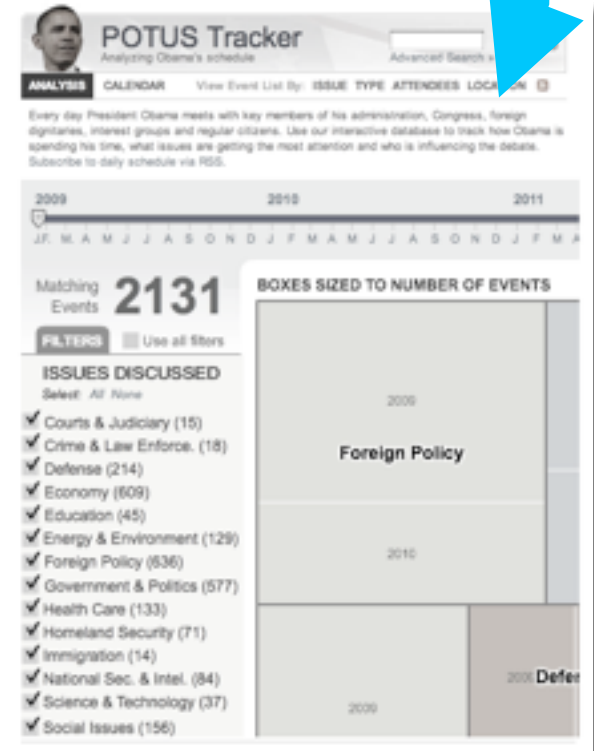 POTUS Tracker
Analyzing Obama's schedule
Advanced Search »
ANALYSIS CALENDAR View Event List By: ISSUE TYPE ATTENDEES
Every day President Obama meets with key members of his administration, Congress, foreign
dignitaries, interest groups and regular citizens. Use our interactive database to track how Obama is
spending his time, what issues are getting the most attention and who is influencing the debate.
Subscribe to daily schedule via RSS.
2009 2010 2011
J F M A M J J A S O N D J F M A M J J A S O N D J F M A
Matching
Events 2131
FILTERS Use all filters
ISSUES DISCUSSED
Select: All None
Courts & Judiciary (15)
Crime & Law Enforce. (18)
Defense (214)
Economy (609)
Education (45)
Energy & Environment (129)
Foreign Policy (636)
Government & Politics (577)
Health Care (133)
Homeland Security (71)
Immigration (14)
National Sec. & Intel. (84)
Science & Technology (37)
Social Issues (156)
BOXES SIZED TO NUMBER OF EVENTS
2009
Foreign Policy
2010
2009 Defen
2009